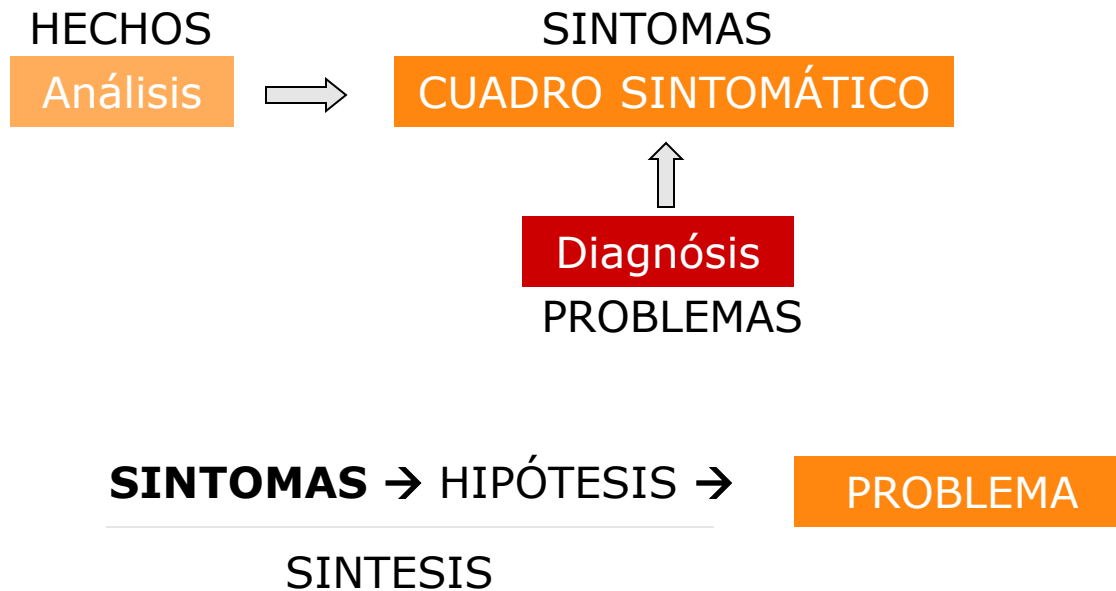 HECHOS
SINTOMAS
Análisis
CUADRO SINTOMÁTICO
Diagnósis
PROBLEMAS
SINTOMAS → HIPÓTESIS →
PROBLEMA
SINTESIS